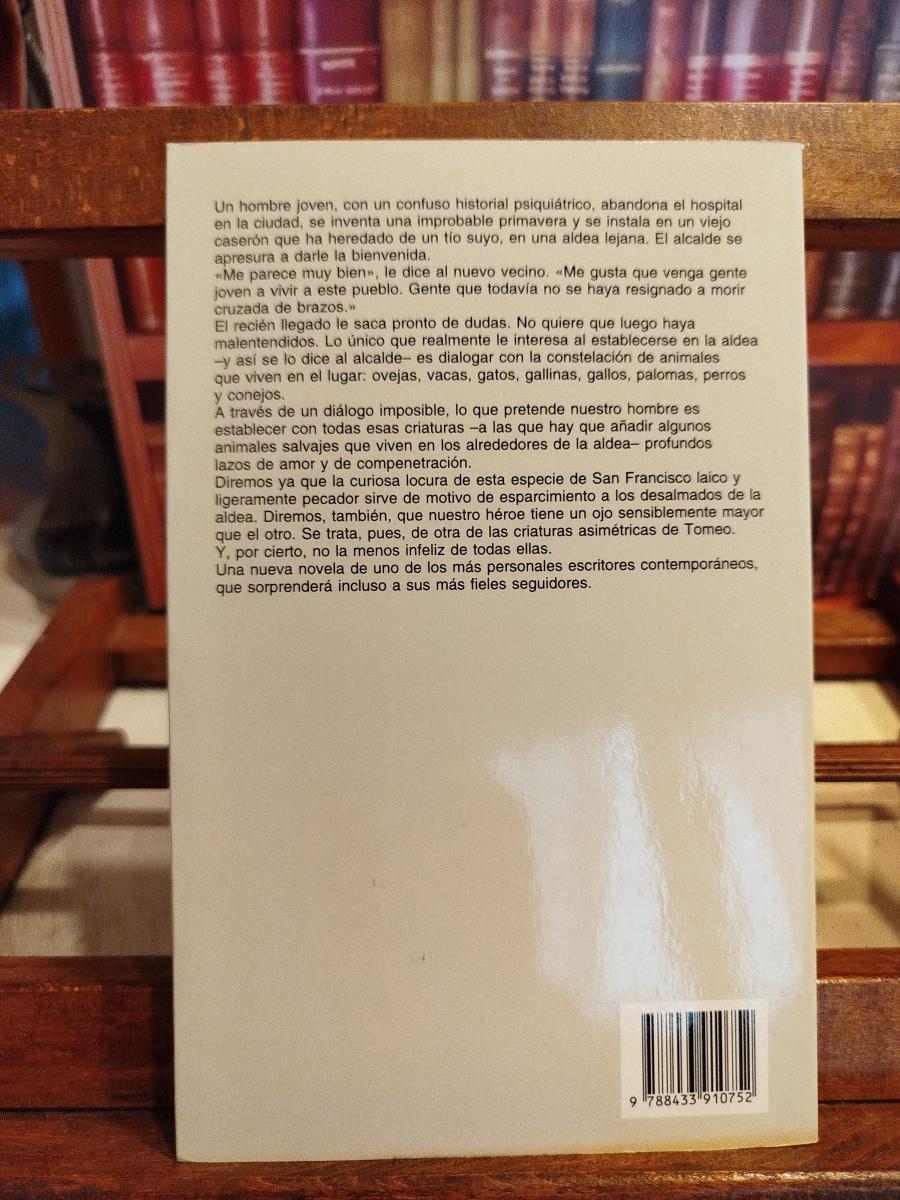 Un hombre joven, con un confuso historial psiquiátrico, abandona el hospital
en la ciudad, se inventa una improbable primavera y se instala en un viejo
caserón que ha heredado de un tío suyo, en una aldea lejana. El alcalde se
apresura a darle la bienvenida.
«Me parece muy bien», le dice al nuevo vecino. «Me gusta que venga gente
joven a vivir a este pueblo. Gente que todavía no se haya resignado a morir
cruzada de brazos.»
El recién llegado le saca pronto de dudas. No quiere que luego haya
malentendidos. Lo único que realmente le interesa al establecerse en la aldea
–y así se lo dice al alcalde– es dialogar con la constelación de animales
que viven en el lugar: ovejas, vacas, gatos, gallinas, gallos, palomas, perros
y conejos.
A través de un diálogo imposible, lo que pretende nuestro hombre es
establecer con todas esas criaturas –a las que hay que añadir algunos
animales salvajes que viven en los alrededores de la aldea– profundos
lazos de amor y de compenetración.
Diremos ya que la curiosa locura de esta especie de San Francisco laico y
ligeramente pecador sirve de motivo de esparcimiento a los desalmados de la
aldea. Diremos, también, que nuestro héroe tiene un ojo sensiblemente mayor
que el otro. Se trata, pues, de otra de las criaturas asimétricas de Tomeo.
Y, por cierto, no la menos infeliz de todas ellas.
Una nueva novela de uno de los más personales escritores contemporáneos,
que sorprenderá incluso a sus más fieles seguidores.
9 788433 910752